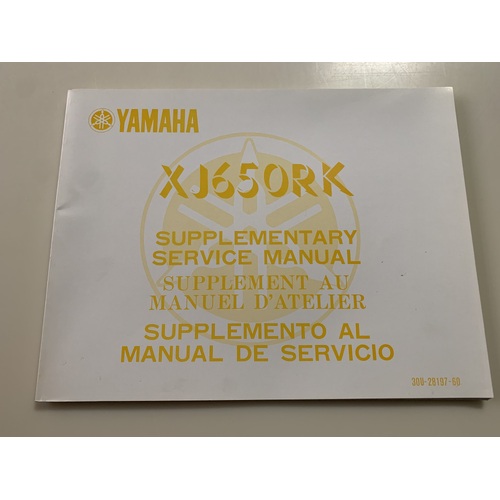 YAMAHA
XJ650RK
SUPPLEMENTARY
SERVICE MANUAL
SUPPLEMENT AU
MANUEL D'ATELIER
SUPPLEMENTO AL
MANUAL DE SERVICIO